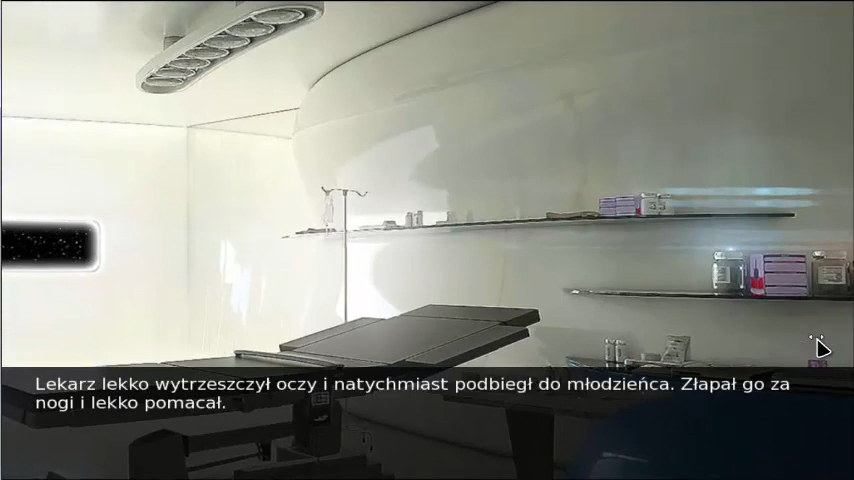 Lekarz lekko wytrzeszczył oczy i natychmiast podbiegł do młodzieńca. Złapał go za
nogi i lekko pomacał.